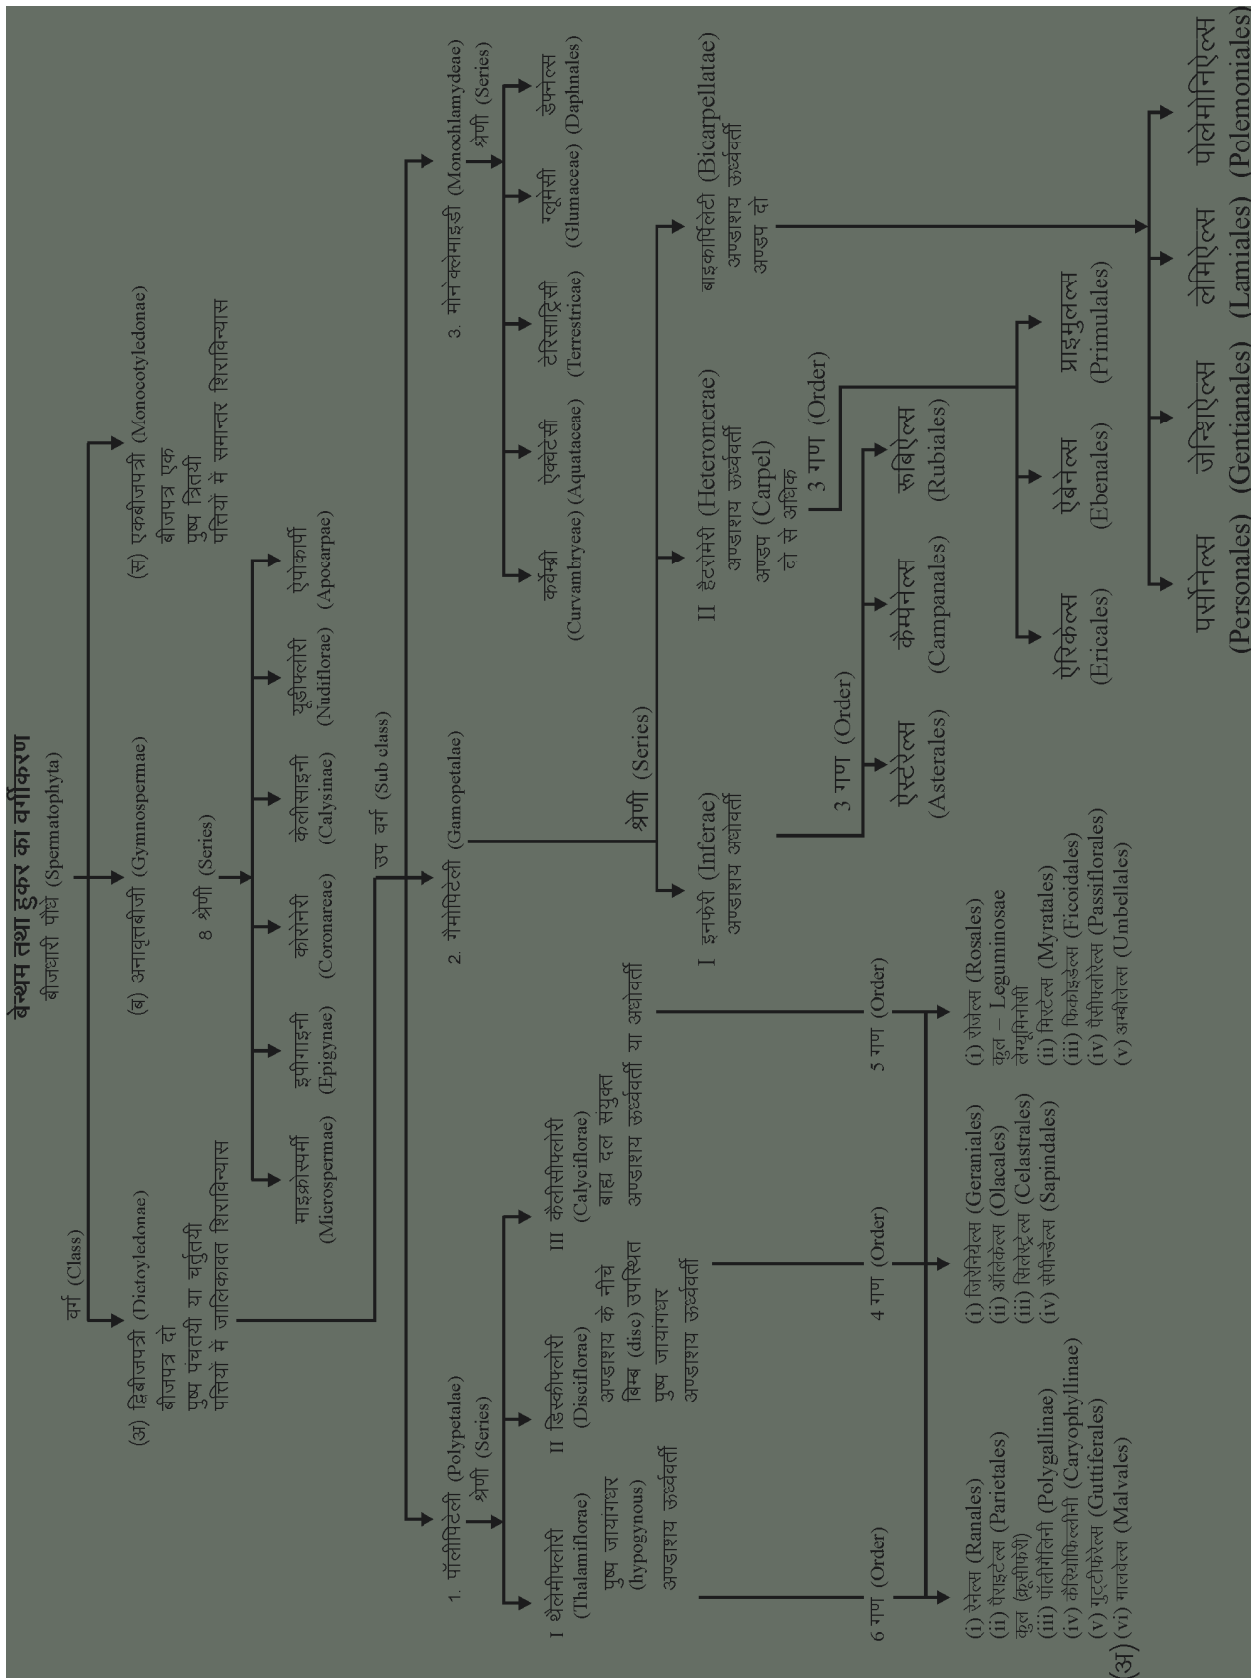 बेन्थम तथा हुकर का वर्गीकरण
बीजधारी पौधे (Spermatophyta)
वर्ग (Class)
(अ) द्विबीजपत्री (Dictoyledonae)
बीजपत्र दो
पुष्प पंचतयी या चर्तुतयी
पत्तियों में जालिकावत शिराविन्यास
(ब) अनावृत्तबीजी (Gymnospermae)
(स) एकबीजपत्री (Monocotyledonae)
बीजपत्र एक
पुष्प त्रितयी
पत्तियों में समान्तर शिराविन्यास
8 श्रेणी (Series)
माइक्रोस्पर्मी
(Microspermae)
इपीगाइनी
(Epigynae)
कोरोनेरी
(Coronareae)
केलीसाइनी
(Calysinae)
यूडीफ्लोरी
(Nudiflorae)
ऐपोकार्पी
(Apocarpae)
उप वर्ग (Sub class)
1. पॉलीपिटेली (Polypetalae)
श्रेणी (Series)
2. गैमोपिटेली (Gamopetalae)
3. मोनोक्लेमाइडी (Monochlamydeae)
श्रेणी (Series)
I थैलेमीफ्लोरी
(Thalamiflorae)
पुष्प जायांगधर
(hypogynous)
अण्डाशय ऊर्ध्ववर्ती
II डिस्कीफ्लोरी
(Disciflorae)
अण्डाशय के नीचे
बिम्ब (disc) उपस्थित
पुष्प जायांगधर
अण्डाशय ऊर्ध्ववर्ती
III कैलीसीफ्लोरी
(Calyciflorae)
बाह्य दल संयुक्त
अण्डाशय ऊर्ध्ववर्ती या अधोवर्ती
कर्वेम्ब्री
(Curvambryeae)
ऐक्वेटेसी
(Aquataceae)
टेरिसाट्रिसी
(Terrestricae)
ग्लूमेसी
(Glumaceae)
डेफ्नेल्स
(Daphnales)
श्रेणी (Series)
I इनफेरी (Inferae)
अण्डाशय अधोवर्ती
II हैटरोमेरी (Heteromerae)
अण्डाशय ऊर्ध्ववर्ती
अण्डप (Carpel)
दो से अधिक
बाइकार्पिलेटी (Bicarpellatae)
अण्डाशय ऊर्ध्ववर्ती
अण्डप दो
3 गण (Order)
3 गण (Order)
ऐस्टेरेल्स
(Asterales)
कैम्पेनेल्स
(Campanales)
रूबिएल्स
(Rubiales)
ऐरिकेल्स
(Ericales)
ऐबेनेल्स
(Ebenales)
प्राइमुलल्स
(Primulales)
पर्सोनेल्स
(Personales)
जेन्शिऐल्स
(Gentianales)
लेमिएल्स
(Lamiales)
पोलेमोनिएल्स
(Polemoniales)
6 गण (Order)
4 गण (Order)
5 गण (Order)
(i) रेनेल्स (Ranales)
(ii) पैराइटेल्स (Parietales)
कुल (क्रूसीफेरी)
(iii) पॉलीगैलिनी (Polygallinae)
(iv) कैरियोफिल्लीनी (Caryophyllinae)
(v) गुट्टीफेरेल्स (Guttiferales)
(vi) मालवेल्स (Malvales)
(i) जिरेनियेल्स (Geraniales)
(ii) ऑलेकेल्स (Olacales)
(iii) सिलेस्ट्रेल्स (Celastrales)
(iv) सेपीन्डैल्स (Sapindales)
(i) रोजेल्स (Rosales)
कुल – Leguminosae
लेग्यूमिनोसी
(ii) मिरटेल्स (Myratales)
(iii) फिकोइडेल्स (Ficoidales)
(iv) पैसीफ्लोरेल्स (Passiflorales)
(v) अम्बीलेल्स (Umbellales)
(अ)